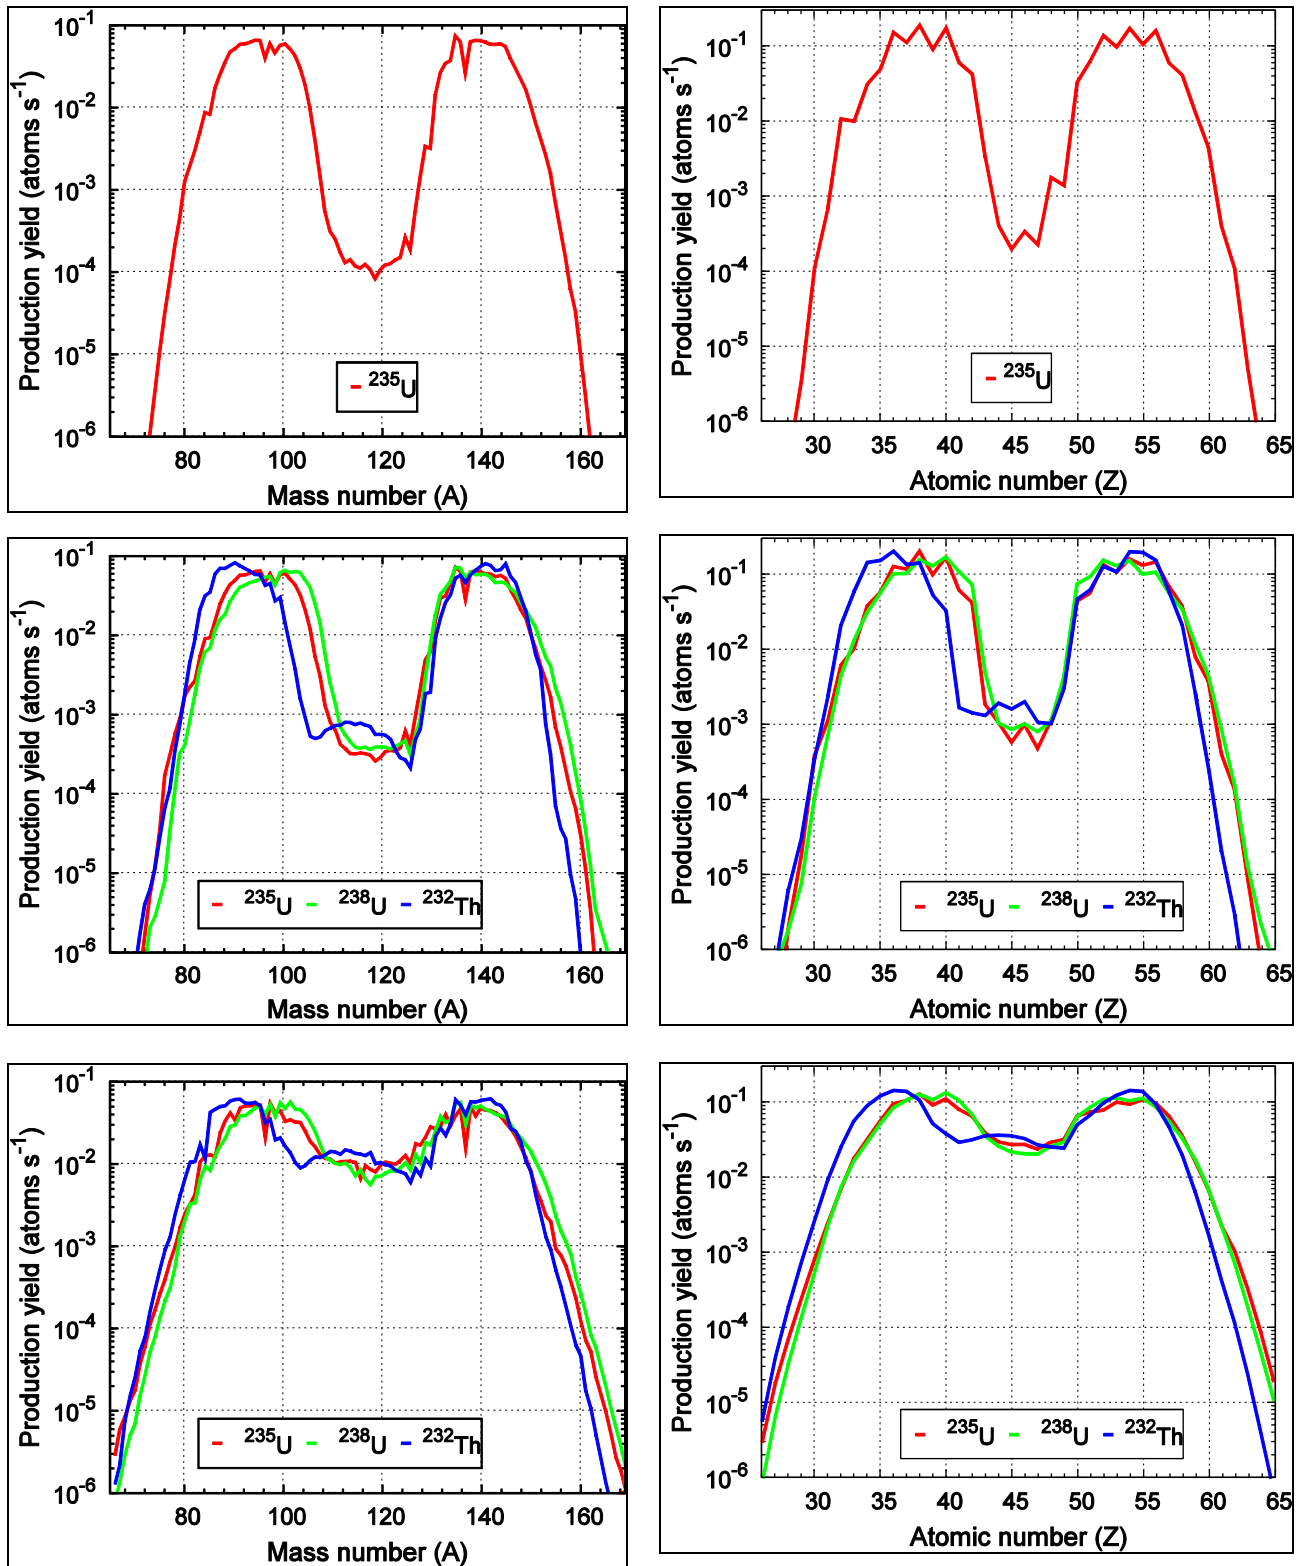 Production yield (atoms s⁻¹)
10⁻¹
10⁻²
10⁻³
10⁻⁴
10⁻⁵
10⁻⁶
²³⁵U
80 100 120 140 160
Mass number (A)
Production yield (atoms s⁻¹)
10⁻¹
10⁻²
10⁻³
10⁻⁴
10⁻⁵
10⁻⁶
²³⁵U
30 35 40 45 50 55 60 65
Atomic number (Z)
Production yield (atoms s⁻¹)
10⁻¹
10⁻²
10⁻³
10⁻⁴
10⁻⁵
10⁻⁶
²³⁵U ²³⁸U ²³²Th
80 100 120 140 160
Mass number (A)
Production yield (atoms s⁻¹)
10⁻¹
10⁻²
10⁻³
10⁻⁴
10⁻⁵
10⁻⁶
²³⁵U ²³⁸U ²³²Th
30 35 40 45 50 55 60 65
Atomic number (Z)
Production yield (atoms s⁻¹)
10⁻¹
10⁻²
10⁻³
10⁻⁴
10⁻⁵
10⁻⁶
²³⁵U ²³⁸U ²³²Th
80 100 120 140 160
Mass number (A)
Production yield (atoms s⁻¹)
10⁻¹
10⁻²
10⁻³
10⁻⁴
10⁻⁵
10⁻⁶
²³⁵U ²³⁸U ²³²Th
30 35 40 45 50 55 60 65
Atomic number (Z)